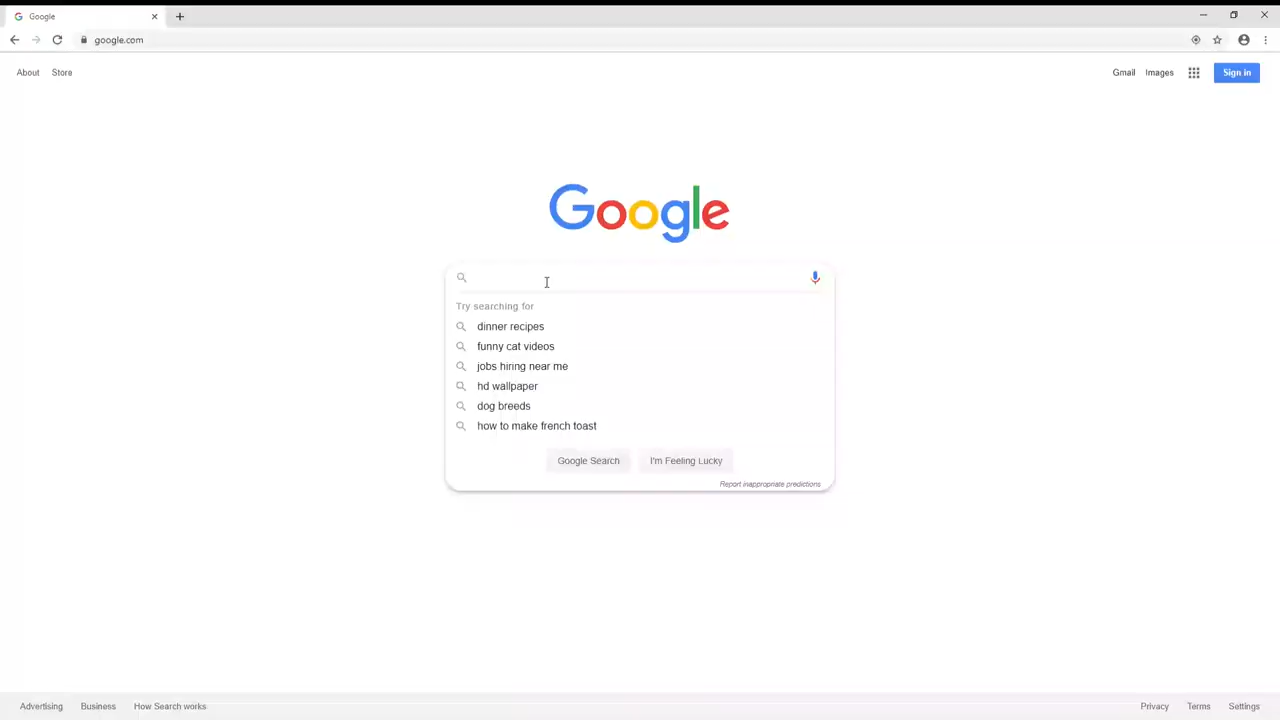 Google
google.com
About Store Gmail Images Sign in
Google
Try searching for
dinner recipes
funny cat videos
jobs hiring near me
hd wallpaper
dog breeds
how to make french toast
Google Search I'm Feeling Lucky
Report inappropriate predictions
Advertising Business How Search works Privacy Terms Settings